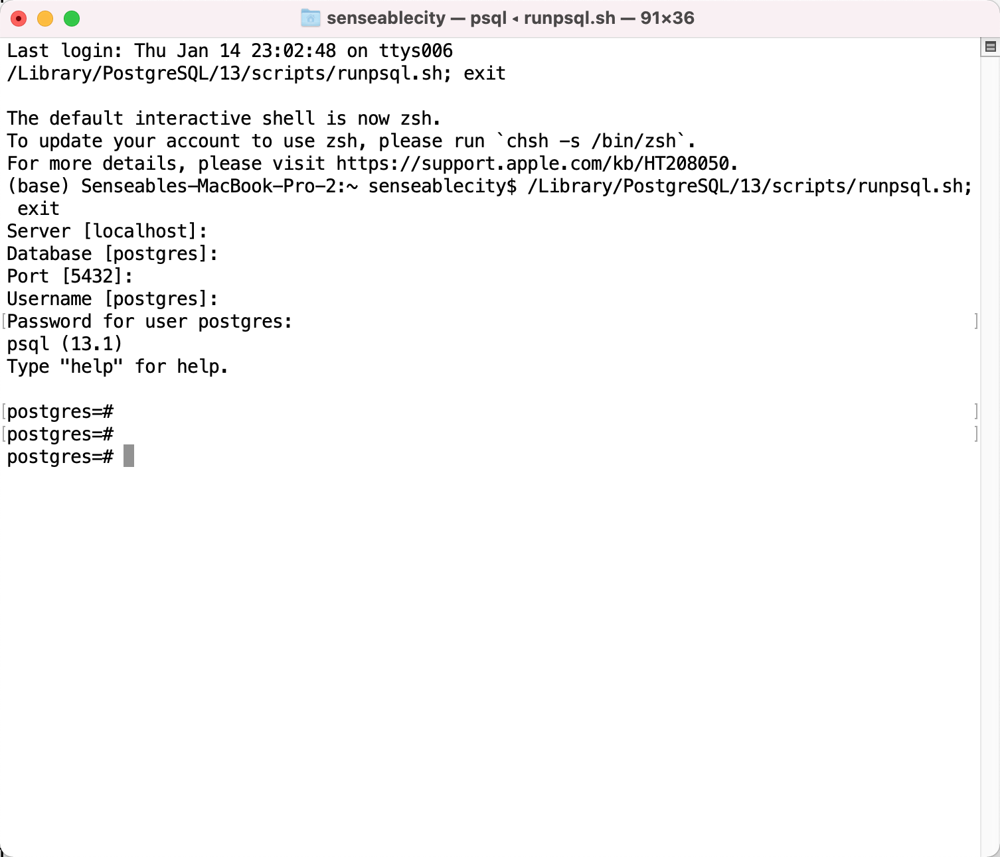 senseablecity — psql ◂ runpsql.sh — 91×36
Last login: Thu Jan 14 23:02:48 on ttys006
/Library/PostgreSQL/13/scripts/runpsql.sh; exit
The default interactive shell is now zsh.
To update your account to use zsh, please run `chsh -s /bin/zsh`.
For more details, please visit https://support.apple.com/kb/HT208050.
(base) Senseables-MacBook-Pro-2:~ senseablecity$ /Library/PostgreSQL/13/scripts/runpsql.sh;
 exit
Server [localhost]:
Database [postgres]:
Port [5432]:
Username [postgres]:
[Password for user postgres: ]
psql (13.1)
Type "help" for help.
[postgres=# ]
[postgres=# ]
postgres=#